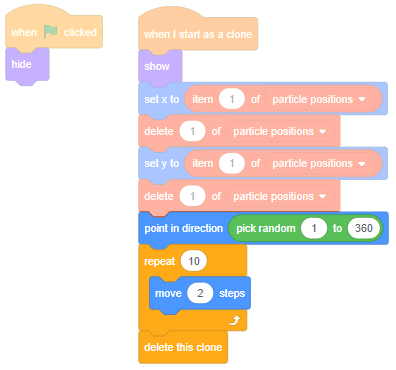 when clicked
hide
when I start as a clone
show
set x to item 1 of particle positions
delete 1 of particle positions
set y to item 1 of particle positions
delete 1 of particle positions
point in direction pick random 1 to 360
repeat 10
move 2 steps
delete this clone